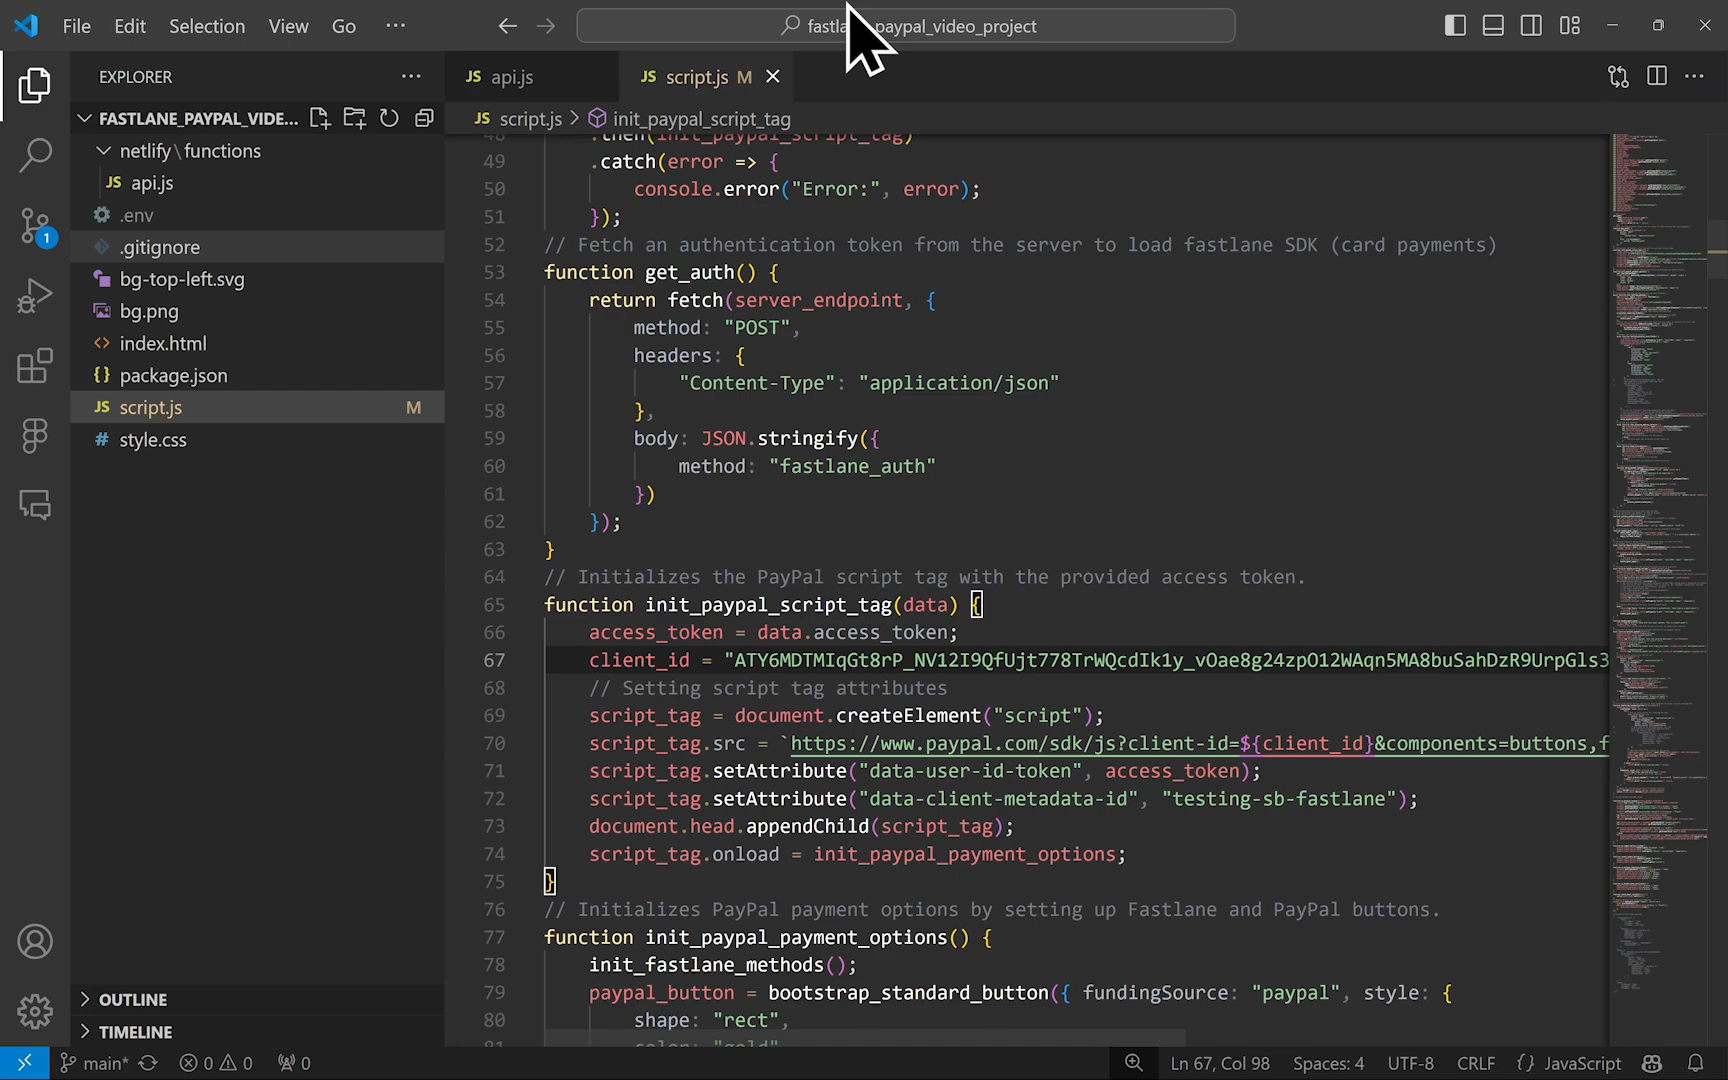 File Edit Selection View Go ···
paypal_video_project
EXPLORER ···
JS api.js
JS script.js M
FASTLANE_PAYPAL_VIDE...
JS script.js > init_paypal_script_tag
netlify\functions
JS api.js
.env
.gitignore
bg-top-left.svg
bg.png
<> index.html
{} package.json
JS script.js M
# style.css
OUTLINE
TIMELINE
48 .then(init_paypal_script_tag)
49 .catch(error => {
50 console.error("Error:", error);
51 });
52 // Fetch an authentication token from the server to load fastlane SDK (card payments)
53 function get_auth() {
54 return fetch(server_endpoint, {
55 method: "POST",
56 headers: {
57 "Content-Type": "application/json"
58 },
59 body: JSON.stringify({
60 method: "fastlane_auth"
61 })
62 });
63 }
64 // Initializes the PayPal script tag with the provided access token.
65 function init_paypal_script_tag(data) {
66 access_token = data.access_token;
67 client_id = "ATY6MDTMIqGt8rP_NV12I9QfUjt778TrWQcdIk1y_vOae8g24zpO12WAqn5MA8buSahDzR9UrpGls3
68 // Setting script tag attributes
69 script_tag = document.createElement("script");
70 script_tag.src = `https://www.paypal.com/sdk/js?client-id=${client_id}&components=buttons,f
71 script_tag.setAttribute("data-user-id-token", access_token);
72 script_tag.setAttribute("data-client-metadata-id", "testing-sb-fastlane");
73 document.head.appendChild(script_tag);
74 script_tag.onload = init_paypal_payment_options;
75 }
76 // Initializes PayPal payment options by setting up Fastlane and PayPal buttons.
77 function init_paypal_payment_options() {
78 init_fastlane_methods();
79 paypal_button = bootstrap_standard_button({ fundingSource: "paypal", style: {
80 shape: "rect",
81 color: "gold"
1
main* 0 0 0
Ln 67, Col 98 Spaces: 4 UTF-8 CRLF {} JavaScript